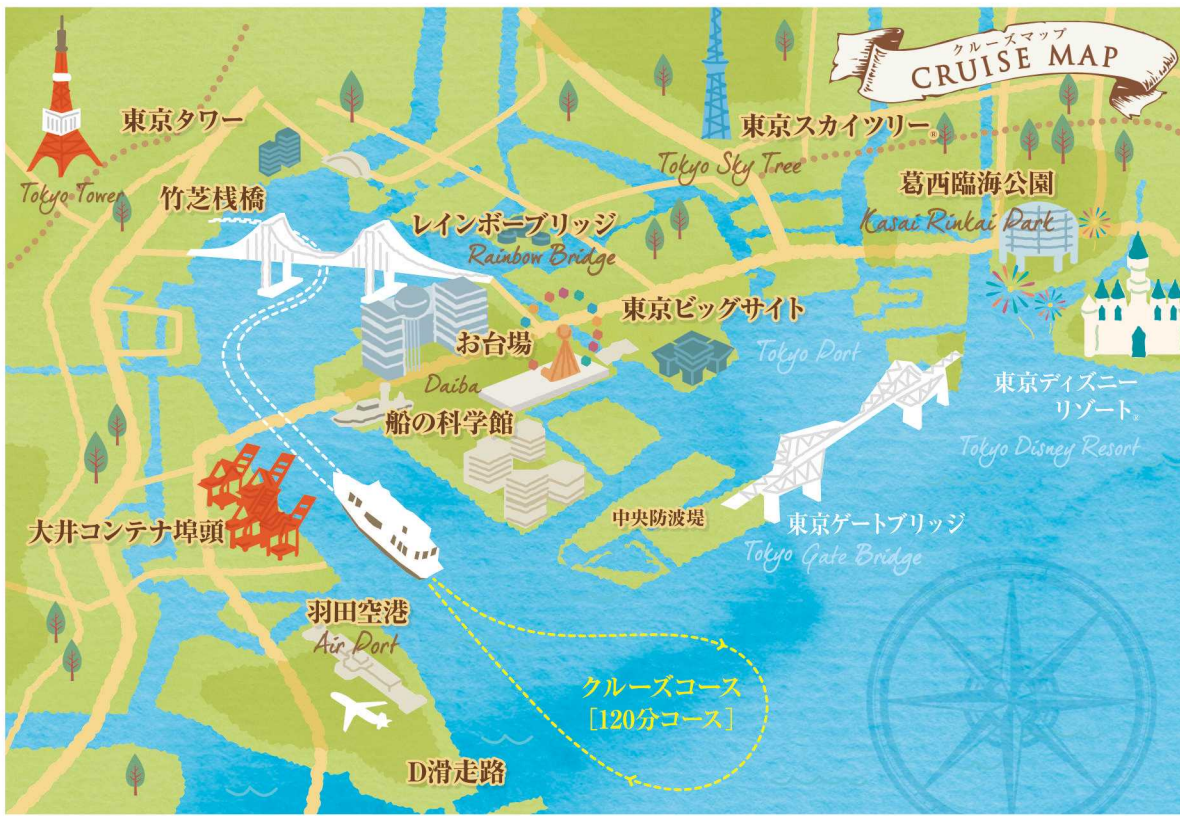 クルーズマップ
CRUISE MAP
東京タワー
Tokyo Tower
東京スカイツリー®
Tokyo Sky Tree
葛西臨海公園
Kasai Rinkai Park
竹芝桟橋
レインボーブリッジ
Rainbow Bridge
東京ビッグサイト
お台場
Daiba
Tokyo Port
東京ディズニー
リゾート®
Tokyo Disney Resort
船の科学館
大井コンテナ埠頭
中央防波堤
東京ゲートブリッジ
Tokyo Gate Bridge
羽田空港
Air Port
クルーズコース
[120分コース]
D滑走路